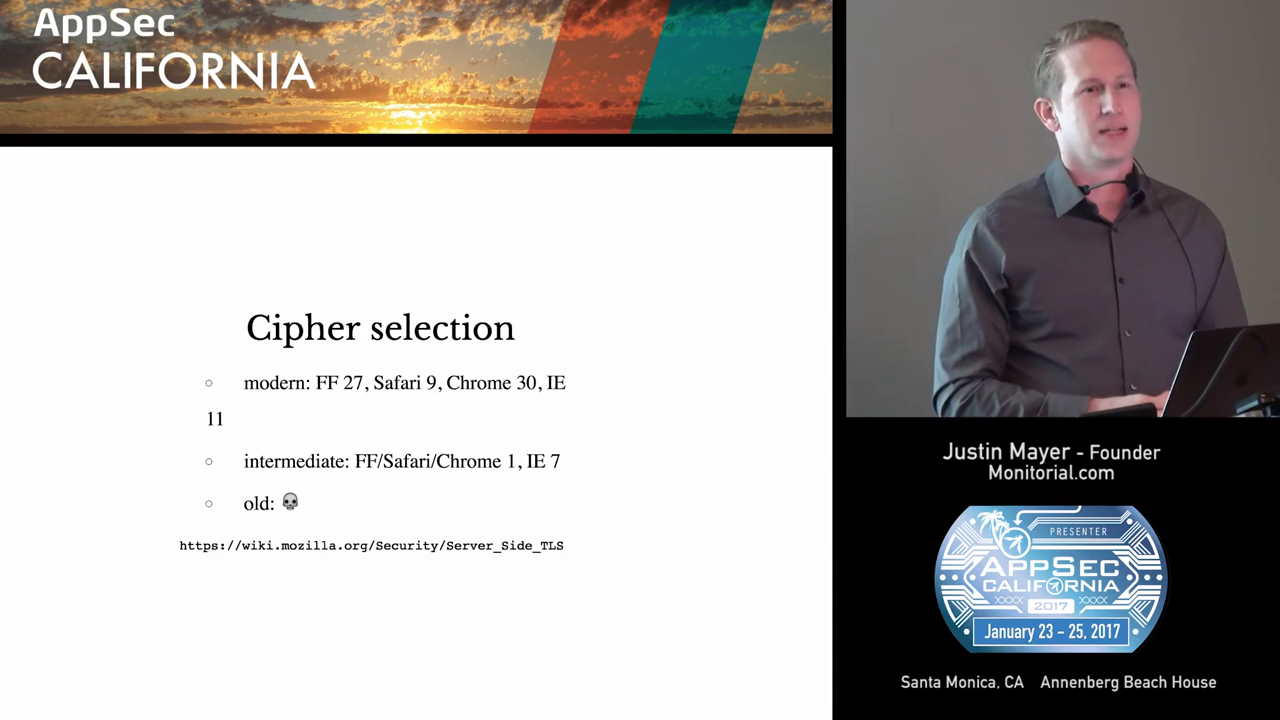 AppSec
CALIFORNIA
Cipher selection
○ modern: FF 27, Safari 9, Chrome 30, IE
11
○ intermediate: FF/Safari/Chrome 1, IE 7
○ old: 💀
https://wiki.mozilla.org/Security/Server_Side_TLS
Justin Mayer - Founder
Monitorial.com
PRESENTER
APPSEC
CALIFORNIA
2017
January 23 - 25, 2017
Santa Monica, CA Annenberg Beach House